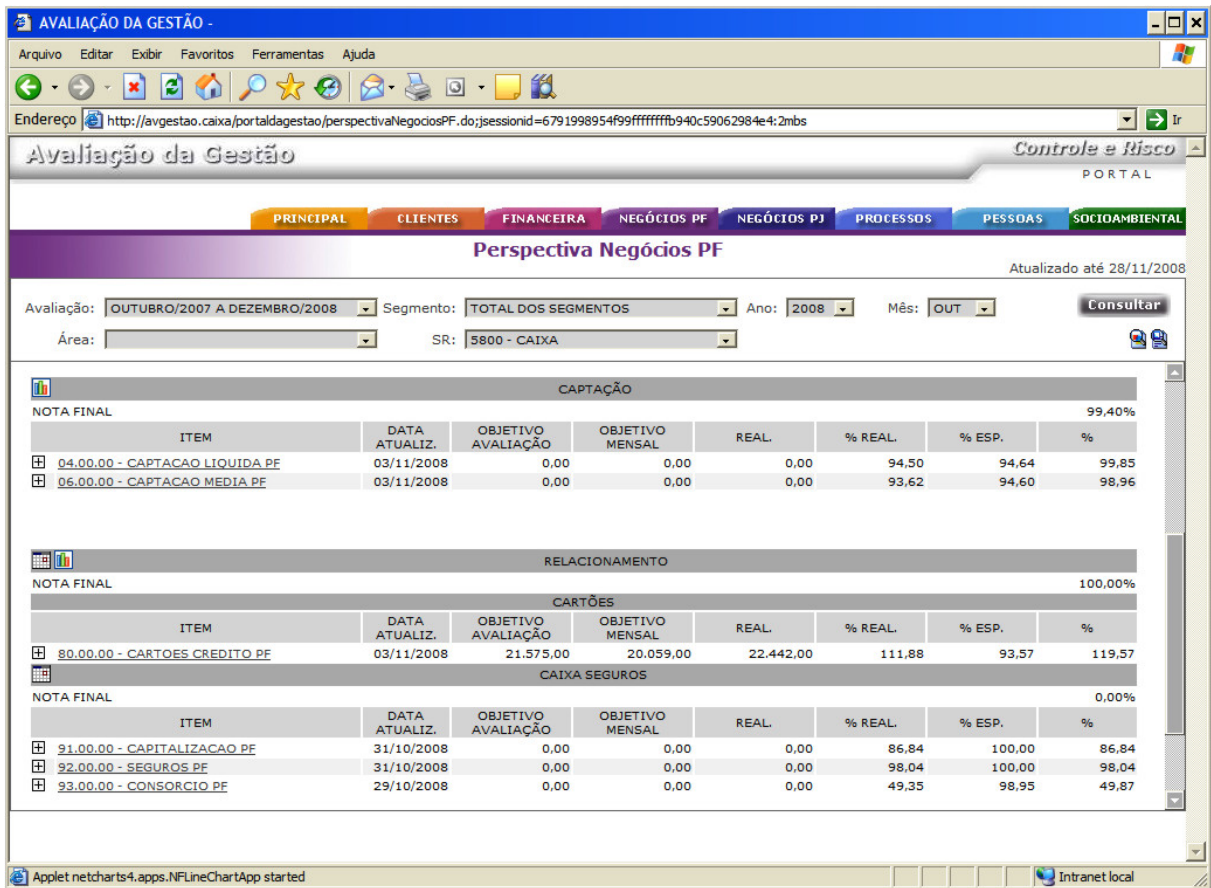 AVALIAÇÃO DA GESTÃO -
Arquivo Editar Exibir Favoritos Ferramentas Ajuda
Endereço http://avgestao.caixa/portaldagestao/perspectivaNegociosPF.do;jsessionid=6791998954f99ffffffffb940c59062984e4:2mbs Ir
Avaliação da Gestão Controle e Risco
PORTAL
PRINCIPAL CLIENTES FINANCEIRA NEGÓCIOS PF NEGÓCIOS PJ PROCESSOS PESSOAS SOCIOAMBIENTAL
Perspectiva Negócios PF
Atualizado até 28/11/2008
Avaliação: OUTUBRO/2007 A DEZEMBRO/2008 Segmento: TOTAL DOS SEGMENTOS Ano: 2008 Mês: OUT Consultar
Área: SR: 5800 - CAIXA
CAPTAÇÃO
NOTA FINAL 99,40%
ITEM DATA ATUALIZ. OBJETIVO AVALIAÇÃO OBJETIVO MENSAL REAL. % REAL. % ESP. %
04.00.00 - CAPTACAO LIQUIDA PF 03/11/2008 0,00 0,00 0,00 94,50 94,64 99,85
06.00.00 - CAPTACAO MEDIA PF 03/11/2008 0,00 0,00 0,00 93,62 94,60 98,96
RELACIONAMENTO
NOTA FINAL 100,00%
CARTÕES
ITEM DATA ATUALIZ. OBJETIVO AVALIAÇÃO OBJETIVO MENSAL REAL. % REAL. % ESP. %
80.00.00 - CARTOES CREDITO PF 03/11/2008 21.575,00 20.059,00 22.442,00 111,88 93,57 119,57
CAIXA SEGUROS
NOTA FINAL 0,00%
ITEM DATA ATUALIZ. OBJETIVO AVALIAÇÃO OBJETIVO MENSAL REAL. % REAL. % ESP. %
91.00.00 - CAPITALIZACAO PF 31/10/2008 0,00 0,00 0,00 86,84 100,00 86,84
92.00.00 - SEGUROS PF 31/10/2008 0,00 0,00 0,00 98,04 100,00 98,04
93.00.00 - CONSORCIO PF 29/10/2008 0,00 0,00 0,00 49,35 98,95 49,87
Applet netcharts4.apps.NFLineChartApp started Intranet local